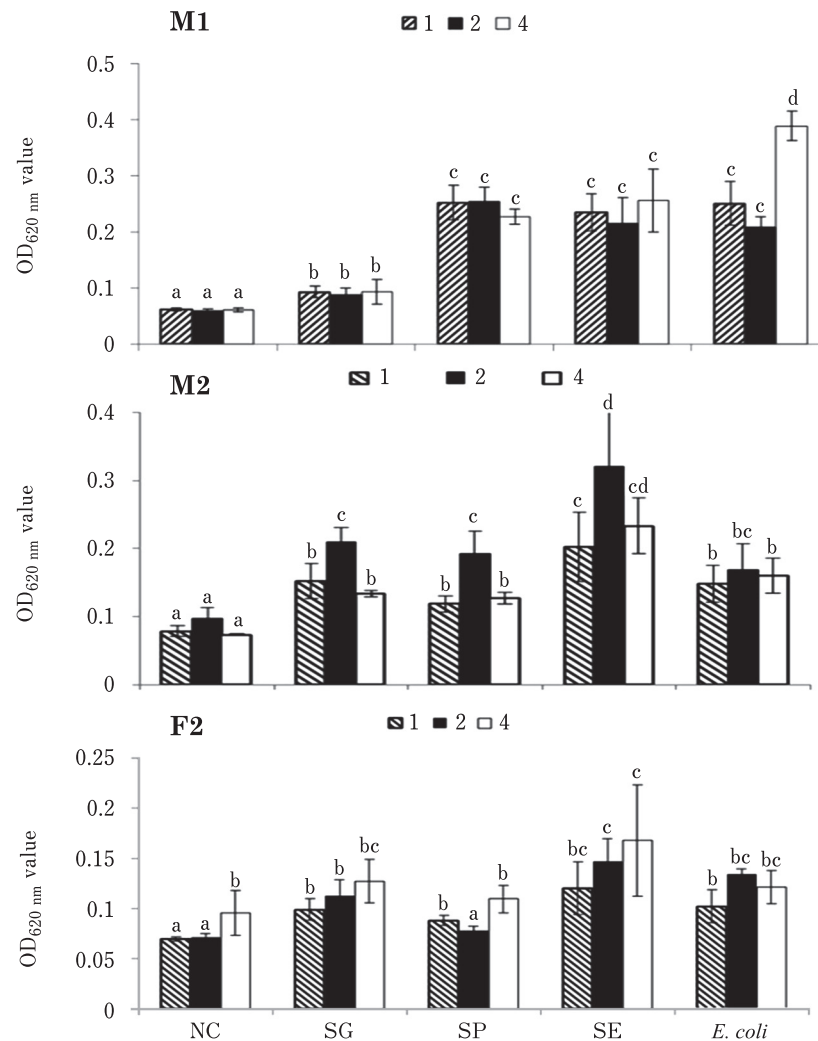 M1
1 2 4
0.5
d
0.4
c c c c c c
0.3
c c c
0.2
b b b
0.1
a a a
0
OD620 nm value
M2
1 2 4
0.4
d
0.3
c cd
c c
0.2
b b bc b
b b
0.1
a a a b
0
OD620 nm value
F2
1 2 4
0.25
c
0.2
c
bc bc
0.15
b b b bc bc
b b
0.1
a a b a
0.05
0
OD620 nm value
NC SG SP SE E. coli